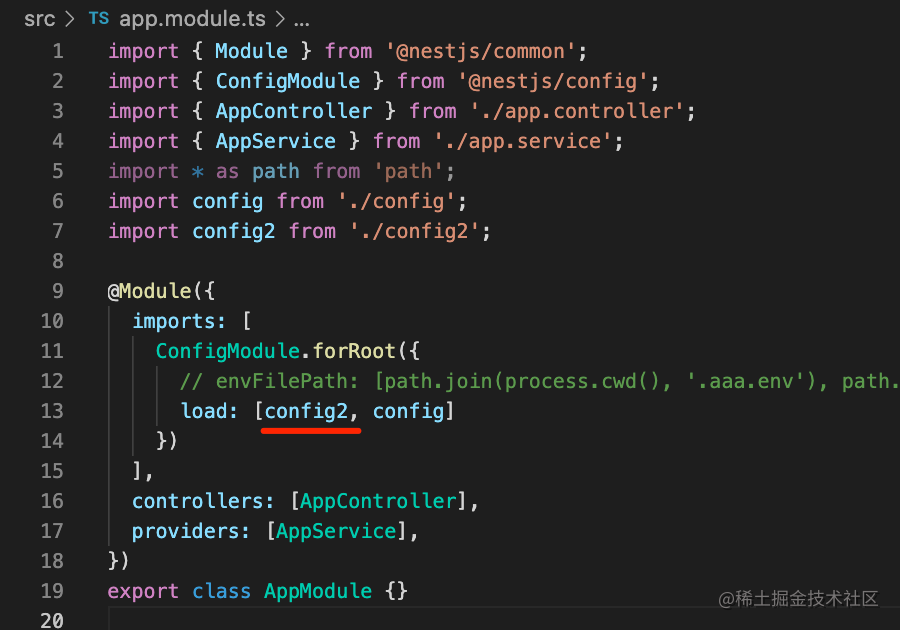 src > TS app.module.ts > ...
1 import { Module } from '@nestjs/common';
2 import { ConfigModule } from '@nestjs/config';
3 import { AppController } from './app.controller';
4 import { AppService } from './app.service';
5 import * as path from 'path';
6 import config from './config';
7 import config2 from './config2';
8
9 @Module({
10 imports: [
11 ConfigModule.forRoot({
12 // envFilePath: [path.join(process.cwd(), '.aaa.env'), path.
13 load: [config2, config]
14 })
15 ],
16 controllers: [AppController],
17 providers: [AppService],
18 })
19 export class AppModule {}
20
@稀土掘金技术社区